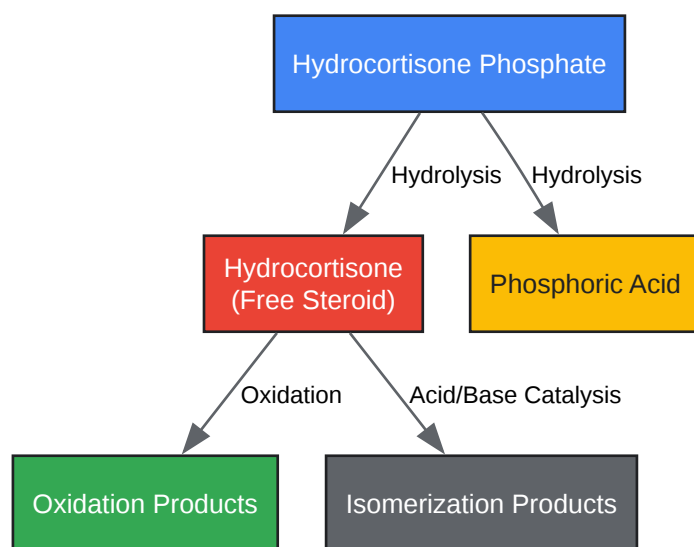 Hydrocortisone Phosphate
Hydrolysis
Hydrolysis
Hydrocortisone
(Free Steroid)
Phosphoric Acid
Oxidation
Acid/Base Catalysis
Oxidation Products
Isomerization Products